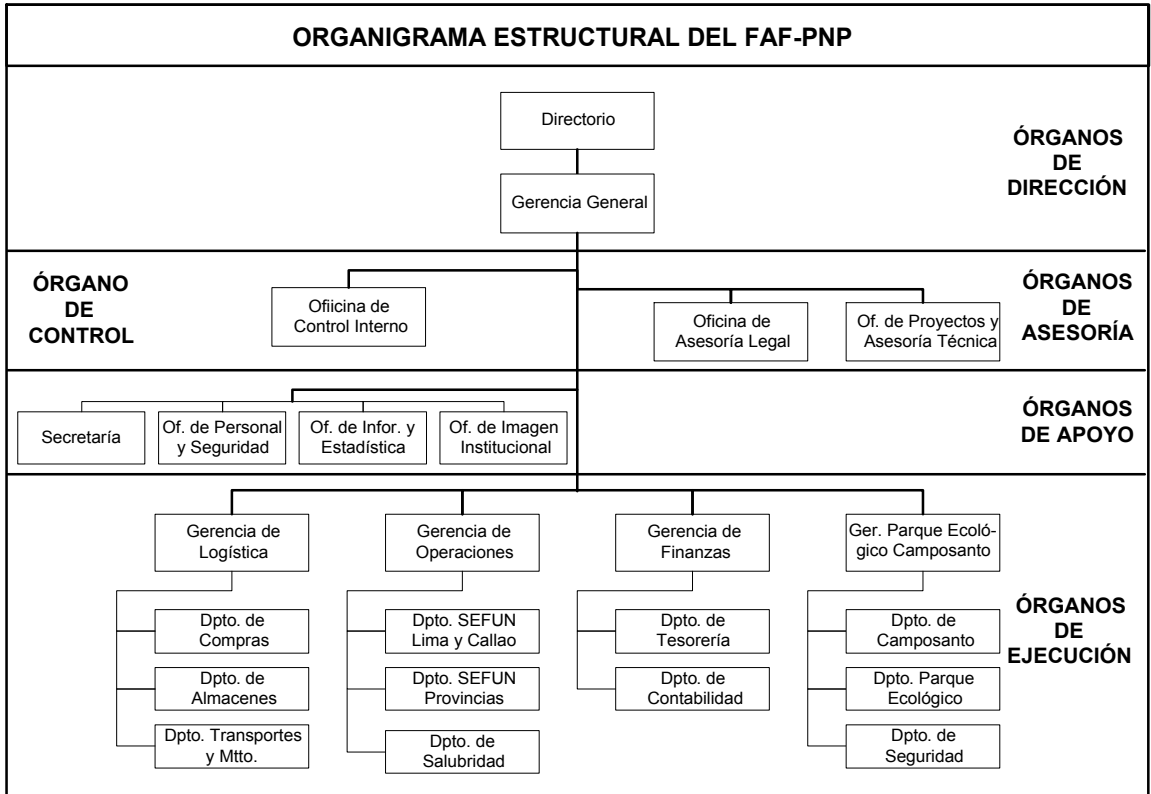 ORGANIGRAMA ESTRUCTURAL DEL FAF-PNP
Directorio
Gerencia General
ÓRGANOS
DE
DIRECCIÓN
ÓRGANO
DE
CONTROL
Ofiicina de
Control Interno
Oficina de
Asesoría Legal
Of. de Proyectos y
Asesoría Técnica
ÓRGANOS
DE
ASESORÍA
Secretaría
Of. de Personal
y Seguridad
Of. de Infor. y
Estadística
Of. de Imagen
Institucional
ÓRGANOS
DE APOYO
Gerencia de
Logística
Gerencia de
Operaciones
Gerencia de
Finanzas
Ger. Parque Ecoló-
gico Camposanto
Dpto. de
Compras
Dpto. SEFUN
Lima y Callao
Dpto. de
Tesorería
Dpto. de
Camposanto
Dpto. de
Almacenes
Dpto. SEFUN
Provincias
Dpto. de
Contabilidad
Dpto. Parque
Ecológico
Dpto. Transportes
y Mtto.
Dpto. de
Salubridad
Dpto. de
Seguridad
ÓRGANOS
DE
EJECUCIÓN